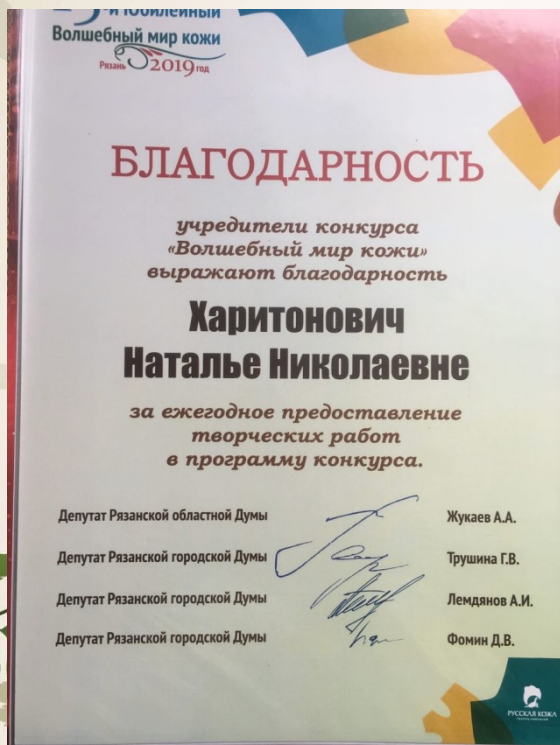 -й Юбилейный
Волшебный мир кожи
Рязань 2019 год
БЛАГОДАРНОСТЬ
учредители конкурса
«Волшебный мир кожи»
выражают благодарность
Харитонович
Наталье Николаевне
за ежегодное предоставление
творческих работ
в программу конкурса.
Депутат Рязанской областной Думы Жукаев А.А.
Депутат Рязанской городской Думы Трушина Г.В.
Депутат Рязанской городской Думы Лемдянов А.И.
Депутат Рязанской городской Думы Фомин Д.В.
РУССКАЯ КОЖА